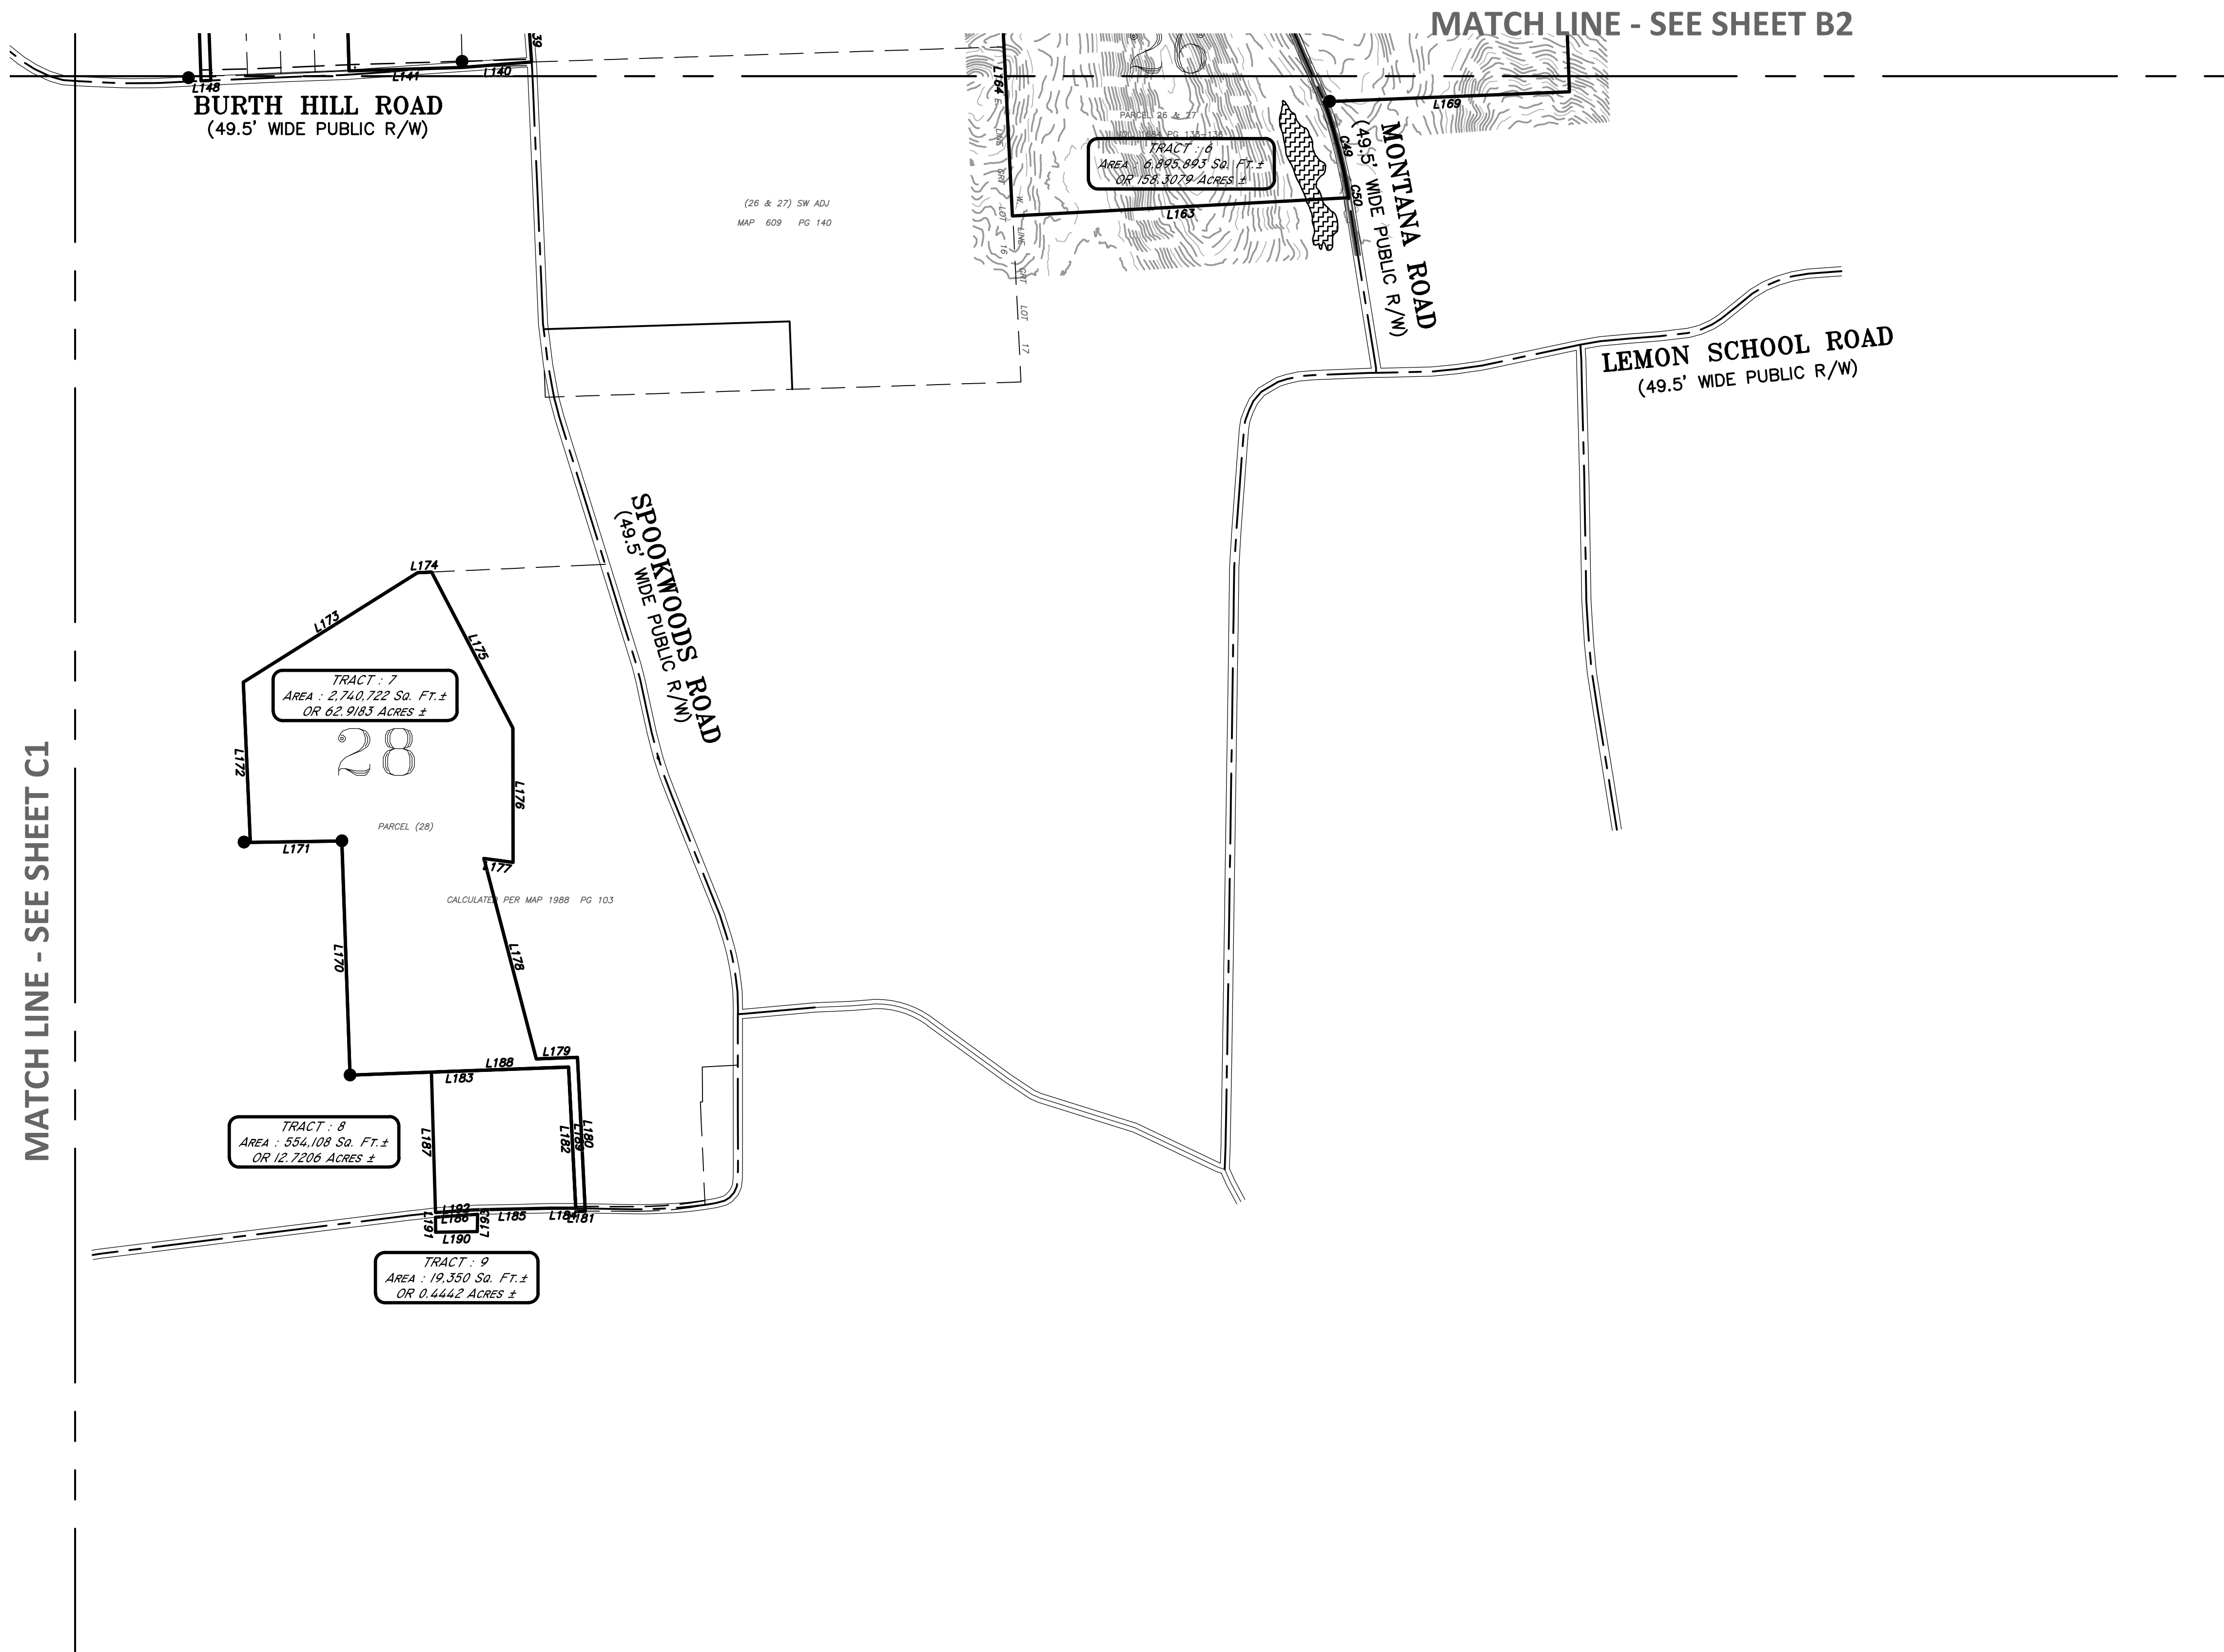 MATCH LINE - SEE SHEET B2
39
L148
L141
L140
BURTH HILL ROAD
(49.5' WIDE PUBLIC R/W)
26
L164
L169
PARCEL 26 & 27
TRACT : 6
AREA : 6,895,893 SQ. FT.±
OR 158.3079 ACRES ±
L163
C49
C50
MONTANA ROAD
(49.5' WIDE PUBLIC R/W)
E. LINE GRT LOT 16
W. LINE GRT LOT 17
(26 & 27) SW ADJ
MAP 609 PG 140
LEMON SCHOOL ROAD
(49.5' WIDE PUBLIC R/W)
SPOOKWOODS ROAD
(49.5' WIDE PUBLIC R/W)
L174
L173
L175
TRACT : 7
AREA : 2,740,722 SQ. FT.±
OR 62.9183 ACRES ±
28
L172
L176
PARCEL (28)
L171
L177
CALCULATED PER MAP 1988 PG 103
MATCH LINE - SEE SHEET C1
L170
L178
L179
L188
L183
TRACT : 8
AREA : 554,108 SQ. FT.±
OR 12.7206 ACRES ±
L187
L182
L189
L180
L192
L186
L185
L184
L181
L191
L193
L190
TRACT : 9
AREA : 19,350 SQ. FT.±
OR 0.4442 ACRES ±